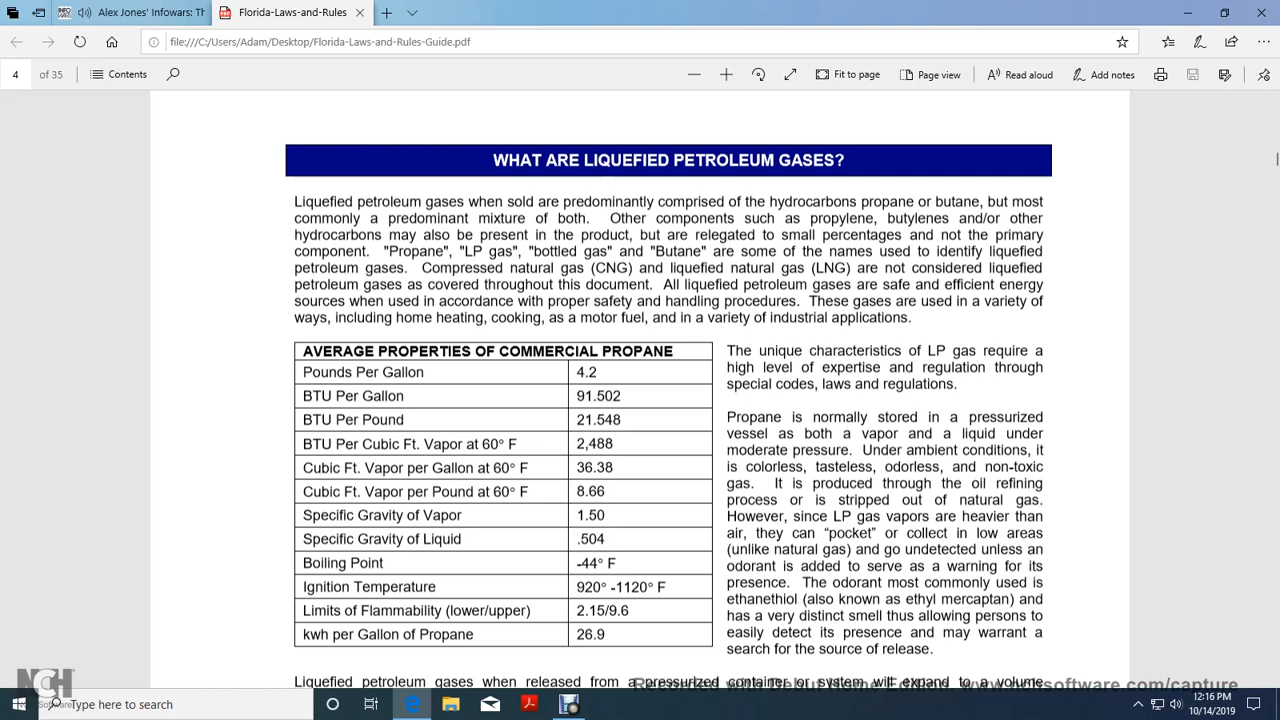 Alex Jones' Infowars: Th
Florida-Laws-and-Rules
file:///C:/Users/Adam/Desktop/Florida-Laws-and-Rules-Guide.pdf
4 of 35 Contents Fit to page Page view Read aloud Add notes
WHAT ARE LIQUEFIED PETROLEUM GASES?
Liquefied petroleum gases when sold are predominantly comprised of the hydrocarbons propane or butane, but most
commonly a predominant mixture of both. Other components such as propylene, butylenes and/or other
hydrocarbons may also be present in the product, but are relegated to small percentages and not the primary
component. "Propane", "LP gas", "bottled gas" and "Butane" are some of the names used to identify liquefied
petroleum gases. Compressed natural gas (CNG) and liquefied natural gas (LNG) are not considered liquefied
petroleum gases as covered throughout this document. All liquefied petroleum gases are safe and efficient energy
sources when used in accordance with proper safety and handling procedures. These gases are used in a variety of
ways, including home heating, cooking, as a motor fuel, and in a variety of industrial applications.
AVERAGE PROPERTIES OF COMMERCIAL PROPANE
Pounds Per Gallon 4.2
BTU Per Gallon 91.502
BTU Per Pound 21.548
BTU Per Cubic Ft. Vapor at 60° F 2,488
Cubic Ft. Vapor per Gallon at 60° F 36.38
Cubic Ft. Vapor per Pound at 60° F 8.66
Specific Gravity of Vapor 1.50
Specific Gravity of Liquid .504
Boiling Point -44° F
Ignition Temperature 920° -1120° F
Limits of Flammability (lower/upper) 2.15/9.6
kwh per Gallon of Propane 26.9
The unique characteristics of LP gas require a
high level of expertise and regulation through
special codes, laws and regulations.
Propane is normally stored in a pressurized
vessel as both a vapor and a liquid under
moderate pressure. Under ambient conditions, it
is colorless, tasteless, odorless, and non-toxic
gas. It is produced through the oil refining
process or is stripped out of natural gas.
However, since LP gas vapors are heavier than
air, they can “pocket” or collect in low areas
(unlike natural gas) and go undetected unless an
odorant is added to serve as a warning for its
presence. The odorant most commonly used is
ethanethiol (also known as ethyl mercaptan) and
has a very distinct smell thus allowing persons to
easily detect its presence and may warrant a
search for the source of release.
Liquefied petroleum gases when released from a pressurized container or system will expand to a volume
Recorded with Debut Home Edition. www.nchsoftware.com/capture
NCH
Software
Type here to search
12:16 PM
10/14/2019